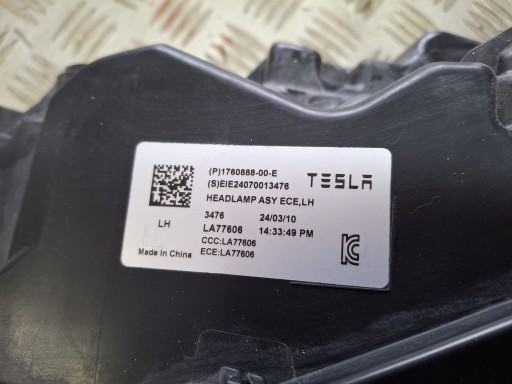 (P)1760888-00-E
(S)EIE24070013476
TESLA
HEADLAMP ASY ECE,LH
3476 24/03/10
LH LA77606 14:33:49 PM
CCC:LA77606
Made in China ECE:LA77606